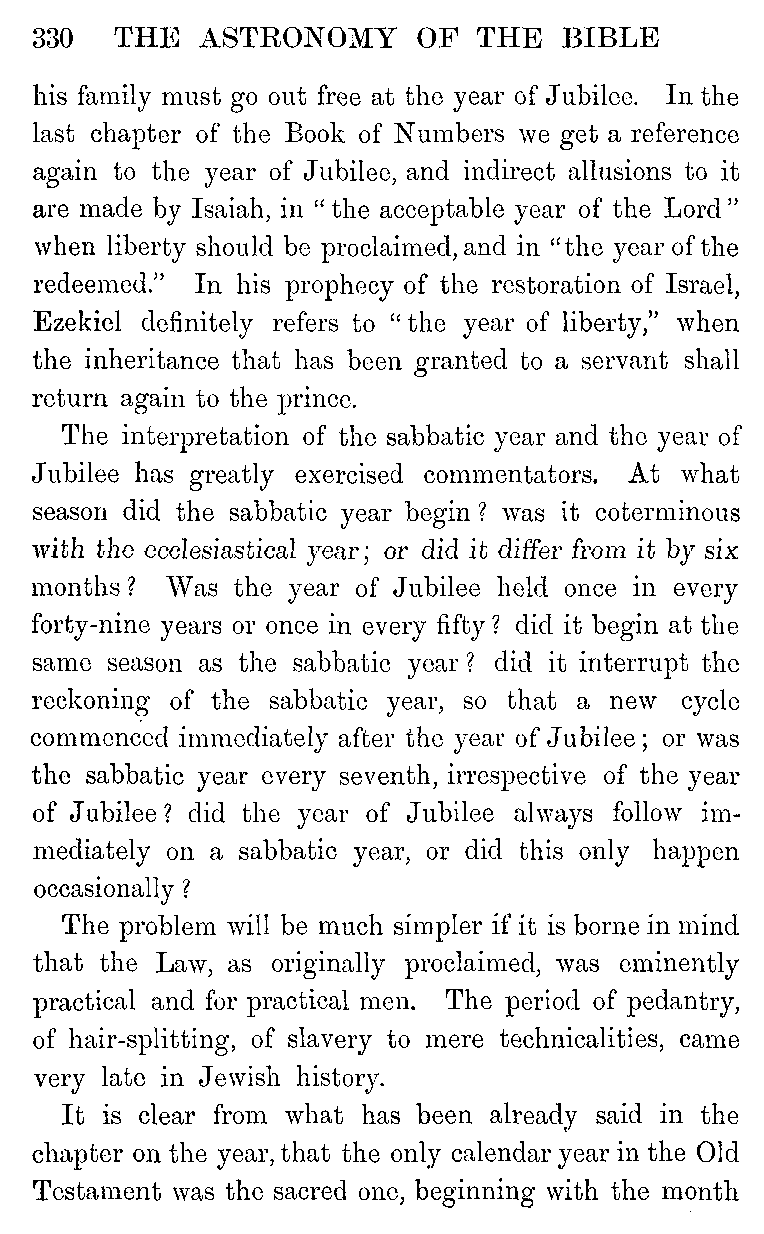 330 THE ASTRONOMY OF THE BIBLE
his family must go out free at the year of Jubilee. In the
last chapter of the Book of Numbers we get a reference
again to the year of Jubilee, and indirect allusions to it
are made by Isaiah, in “the acceptable year of the Lord”
when liberty should be proclaimed, and in “the year of the
redeemed.” In his prophecy of the restoration of Israel,
Ezekiel definitely refers to “the year of liberty,” when
the inheritance that has been granted to a servant shall
return again to the prince.
The interpretation of the sabbatic year and the year of
Jubilee has greatly exercised commentators. At what
season did the sabbatic year begin? was it coterminous
with the ecclesiastical year; or did it differ from it by six
months? Was the year of Jubilee held once in every
forty-nine years or once in every fifty? did it begin at the
same season as the sabbatic year? did it interrupt the
reckoning of the sabbatic year, so that a new cycle
commenced immediately after the year of Jubilee; or was
the sabbatic year every seventh, irrespective of the year
of Jubilee? did the year of Jubilee always follow im-
mediately on a sabbatic year, or did this only happen
occasionally?
The problem will be much simpler if it is borne in mind
that the Law, as originally proclaimed, was eminently
practical and for practical men. The period of pedantry,
of hair-splitting, of slavery to mere technicalities, came
very late in Jewish history.
It is clear from what has been already said in the
chapter on the year, that the only calendar year in the Old
Testament was the sacred one, beginning with the month